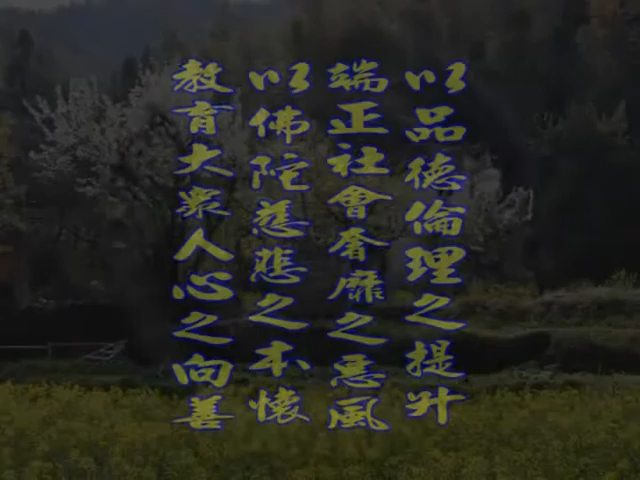 以品德倫理之提升
端正社會奢靡之惡風
以佛陀慈悲之本懷
教育大眾人心之向善